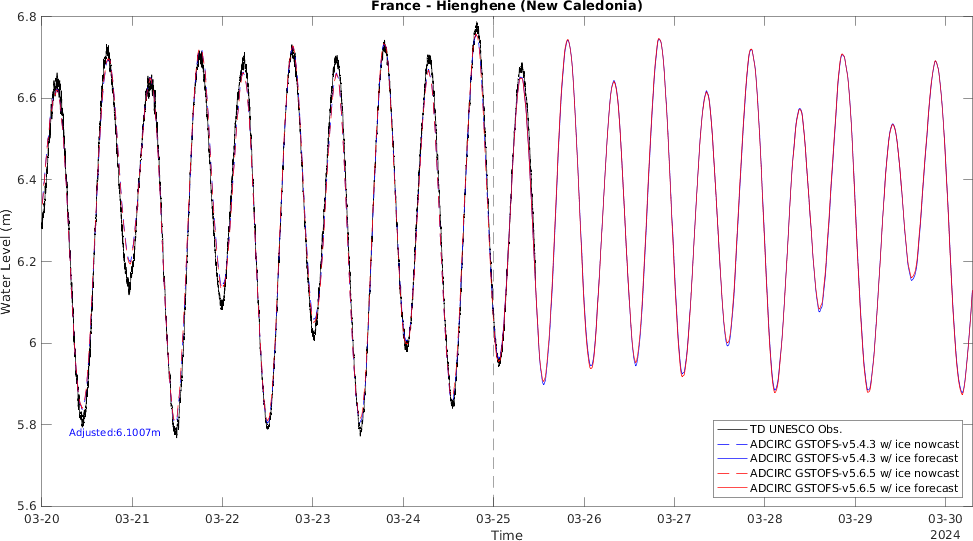 France - Hienghene (New Caledonia)
6.8
6.6
6.4
6.2
6
5.8
5.6
Water Level (m)
Adjusted:6.1007m
TD UNESCO Obs.
ADCIRC GSTOFS-v5.4.3 w/ ice nowcast
ADCIRC GSTOFS-v5.4.3 w/ ice forecast
ADCIRC GSTOFS-v5.6.5 w/ ice nowcast
ADCIRC GSTOFS-v5.6.5 w/ ice forecast
03-20 03-21 03-22 03-23 03-24 03-25 03-26 03-27 03-28 03-29 03-30
Time
2024